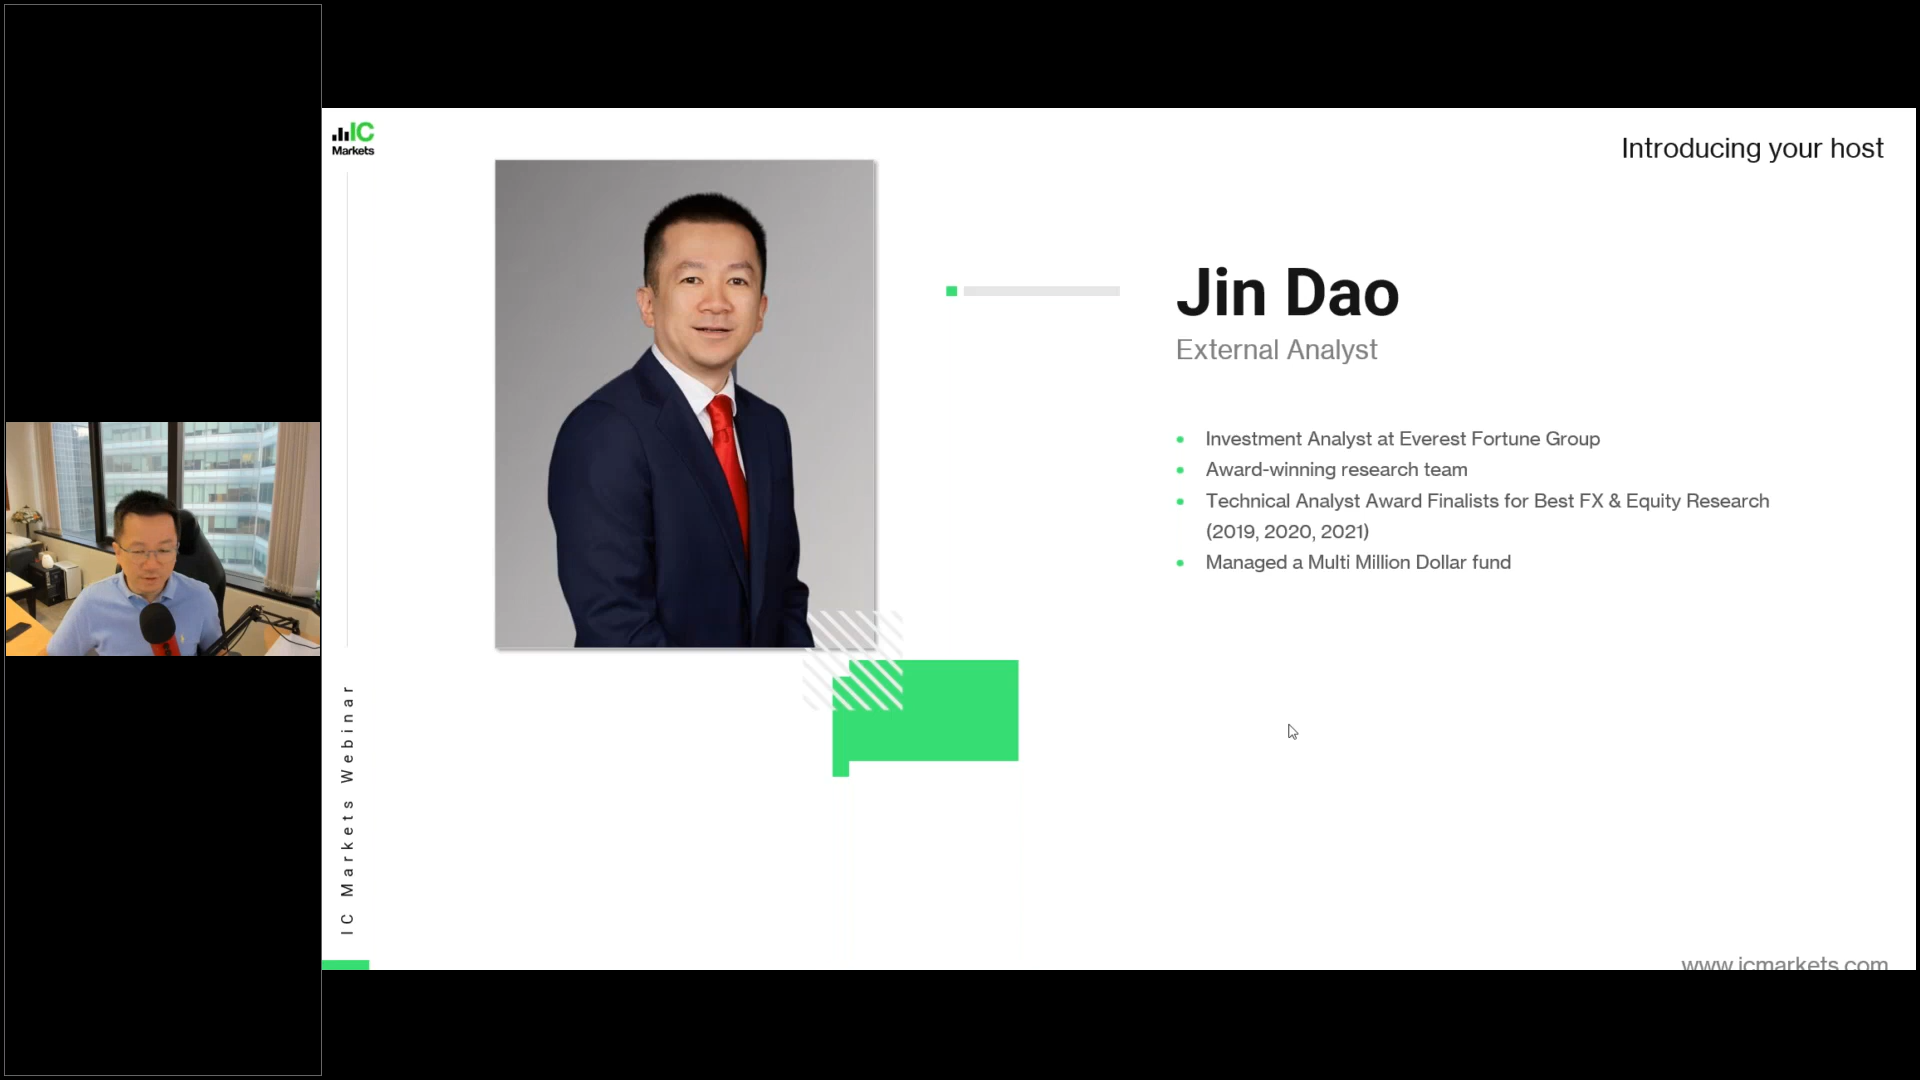 IC
Markets
Introducing your host
Jin Dao
External Analyst
Investment Analyst at Everest Fortune Group
Award-winning research team
Technical Analyst Award Finalists for Best FX & Equity Research
(2019, 2020, 2021)
Managed a Multi Million Dollar fund
IC Markets Webinar
www.icmarkets.com